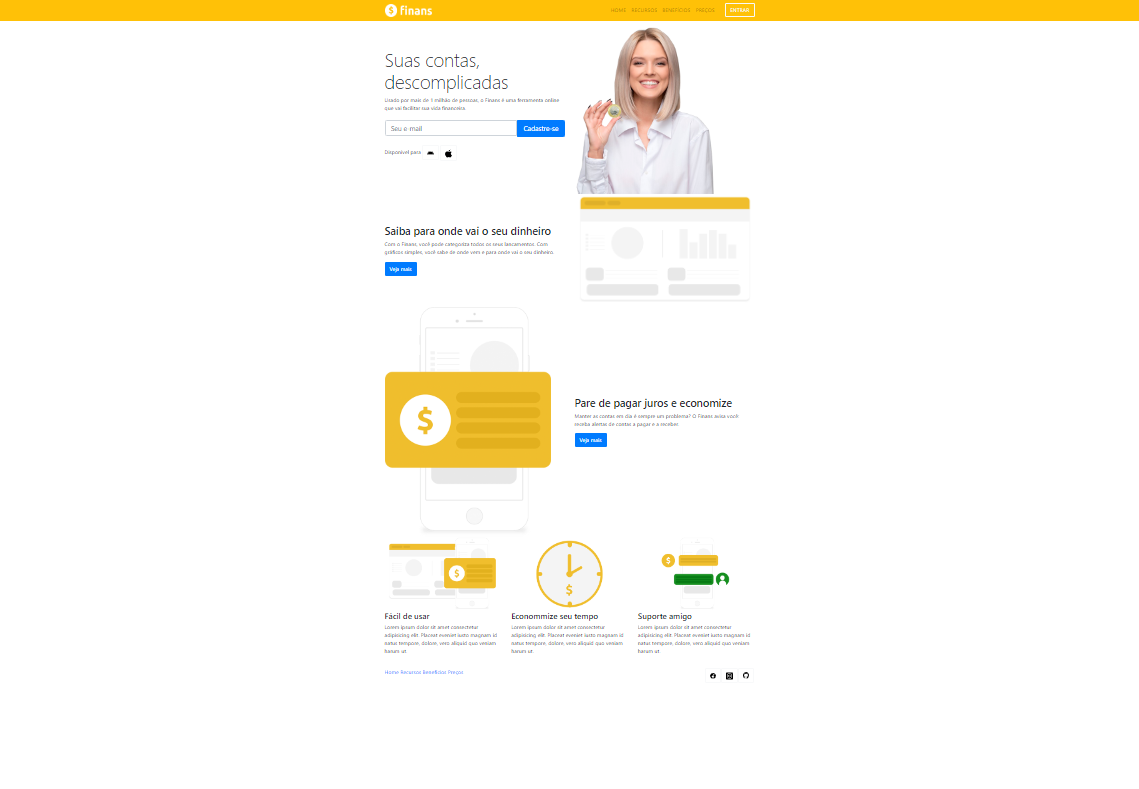 finans
HOME RECURSOS BENEFÍCIOS PREÇOS ENTRAR
Suas contas,
descomplicadas
Usado por mais de 1 milhão de pessoas, o Finans é uma ferramenta online
que vai facilitar sua vida financeira.
Seu e-mail Cadastre-se
Disponível para
Saiba para onde vai o seu dinheiro
Com o Finans, você pode categoriza todos os seus lancamentos. Com
gráficos simples, você sabe de onde vem e para onde vai o seu dinheiro.
Veja mais
$
Pare de pagar juros e economize
Manter as contas em dia é sempre um problema? O Finans avisa você
receba alertas de contas a pagar e a receber.
Veja mais
$ $ $
Fácil de usar
Lorem ipsum dolor sit amet consectetur
adipisicing elit. Placeat eveniet iusto magnam id
natus tempore, dolore, vero aliquid quo veniam
harum ut
Econommize seu tempo
Lorem ipsum dolor sit amet consectetur
adipisicing elit. Placeat eveniet iusto magnam id
natus tempore, dolore, vero aliquid quo veniam
harum ut
Suporte amigo
Lorem ipsum dolor sit amet consectetur
adipisicing elit. Placeat eveniet iusto magnam id
natus tempore, dolore, vero aliquid quo veniam
harum ut
Home Recursos Benefícios Preços